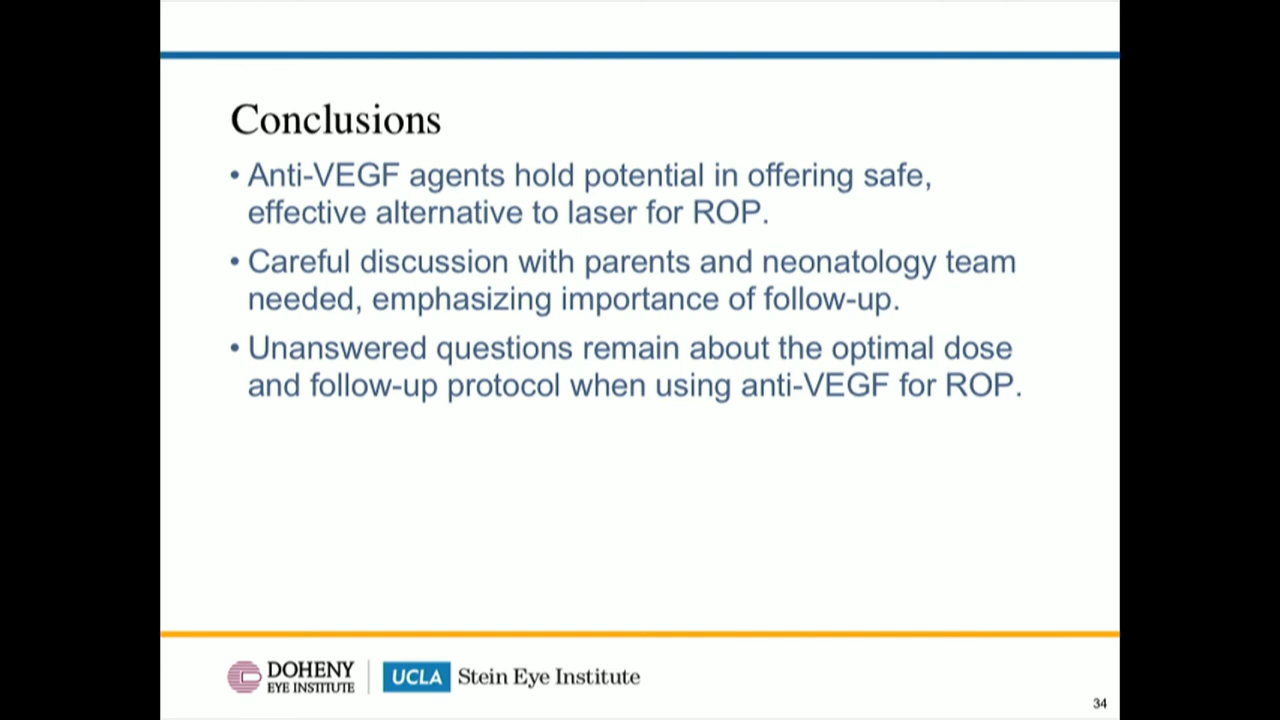 Conclusions
• Anti-VEGF agents hold potential in offering safe,
effective alternative to laser for ROP.
• Careful discussion with parents and neonatology team
needed, emphasizing importance of follow-up.
• Unanswered questions remain about the optimal dose
and follow-up protocol when using anti-VEGF for ROP.
DOHENY
EYE INSTITUTE
UCLA Stein Eye Institute
34